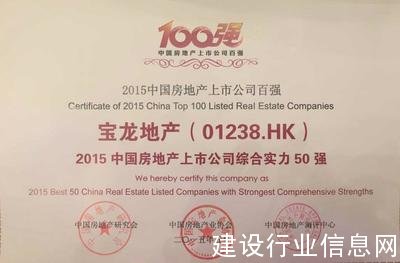 100强
中国房地产上市公司百强
2015中国房地产上市公司百强
Certificate of 2015 China Top 100 Listed Real Estate Companies
宝龙地产（01238.HK）
2015 中国房地产上市公司综合实力 50 强
We hereby certify this company as
2015 Best 50 China Real Estate Listed Companies with Strongest Comprehensive Strengths
中国房地产研究会 中国房地产业协会 中国房地产测评中心
二〇一五年
建设行业信息网